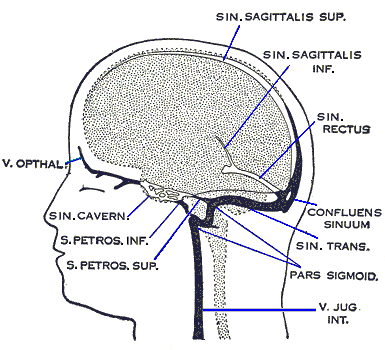 SIN. SAGITTALIS SUP.
SIN. SAGITTALIS
INF.
SIN.
RECTUS
V. OPTHAL.
SIN. CAVERN.
S. PETROS. INF.
S. PETROS. SUP.
CONFLUENS
SINUUM
SIN. TRANS.
PARS SIGMOID.
V. JUG
INT.